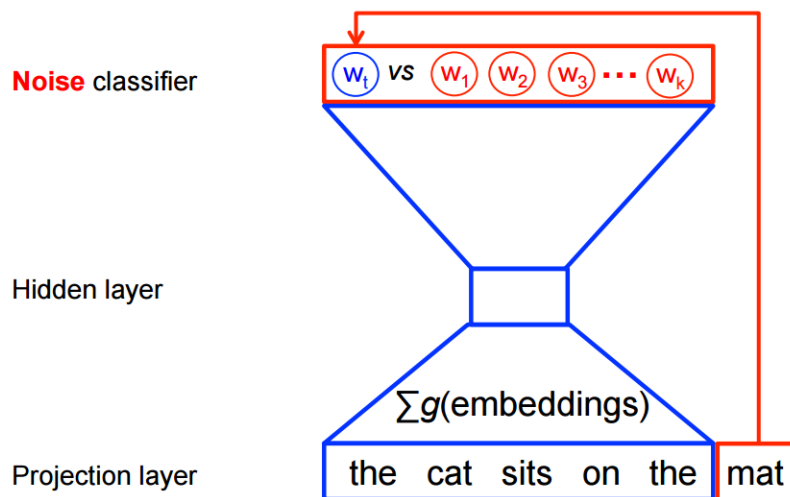 Noise classifier
wt vs w1 w2 w3 ... wk
Hidden layer
∑g(embeddings)
Projection layer
the cat sits on the mat